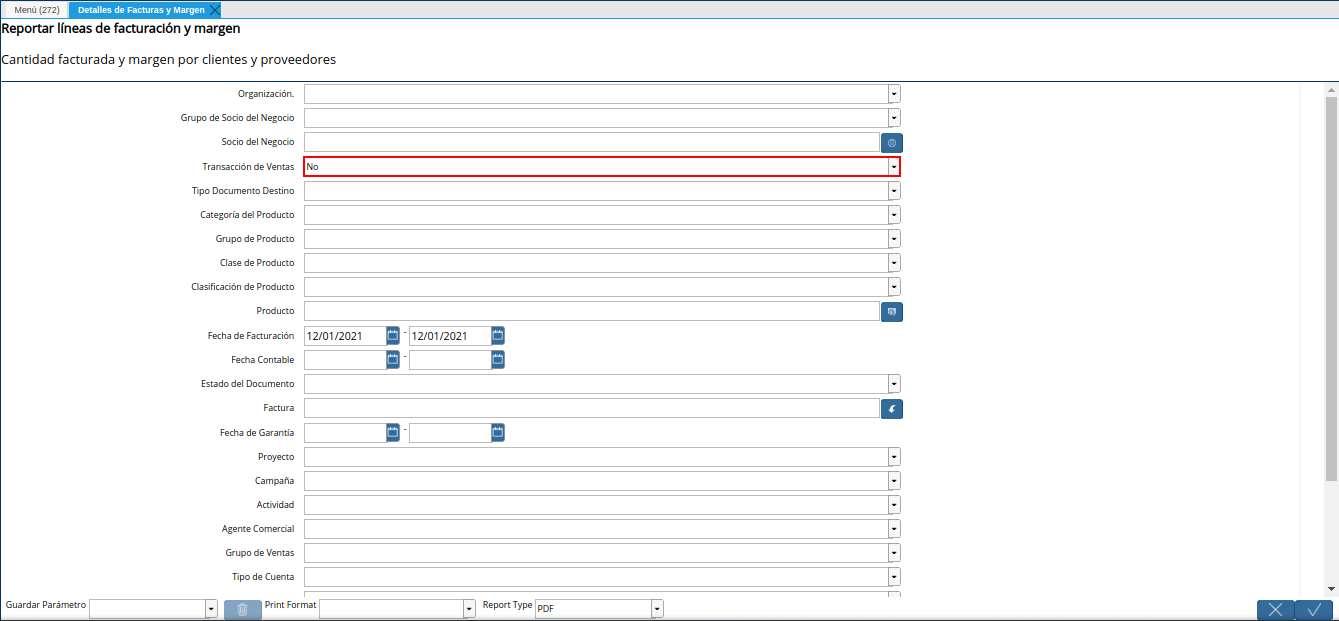 Menú (272) Detalles de Facturas y Margen
Reportar líneas de facturación y margen
Cantidad facturada y margen por clientes y proveedores
Organización.
Grupo de Socio del Negocio
Socio del Negocio
Transacción de Ventas No
Tipo Documento Destino
Categoría del Producto
Grupo de Producto
Clase de Producto
Clasificación de Producto
Producto
Fecha de Facturación 12/01/2021 - 12/01/2021
Fecha Contable -
Estado del Documento
Factura
Fecha de Garantía -
Proyecto
Campaña
Actividad
Agente Comercial
Grupo de Ventas
Tipo de Cuenta
Guardar Parámetro Print Format Report Type PDF